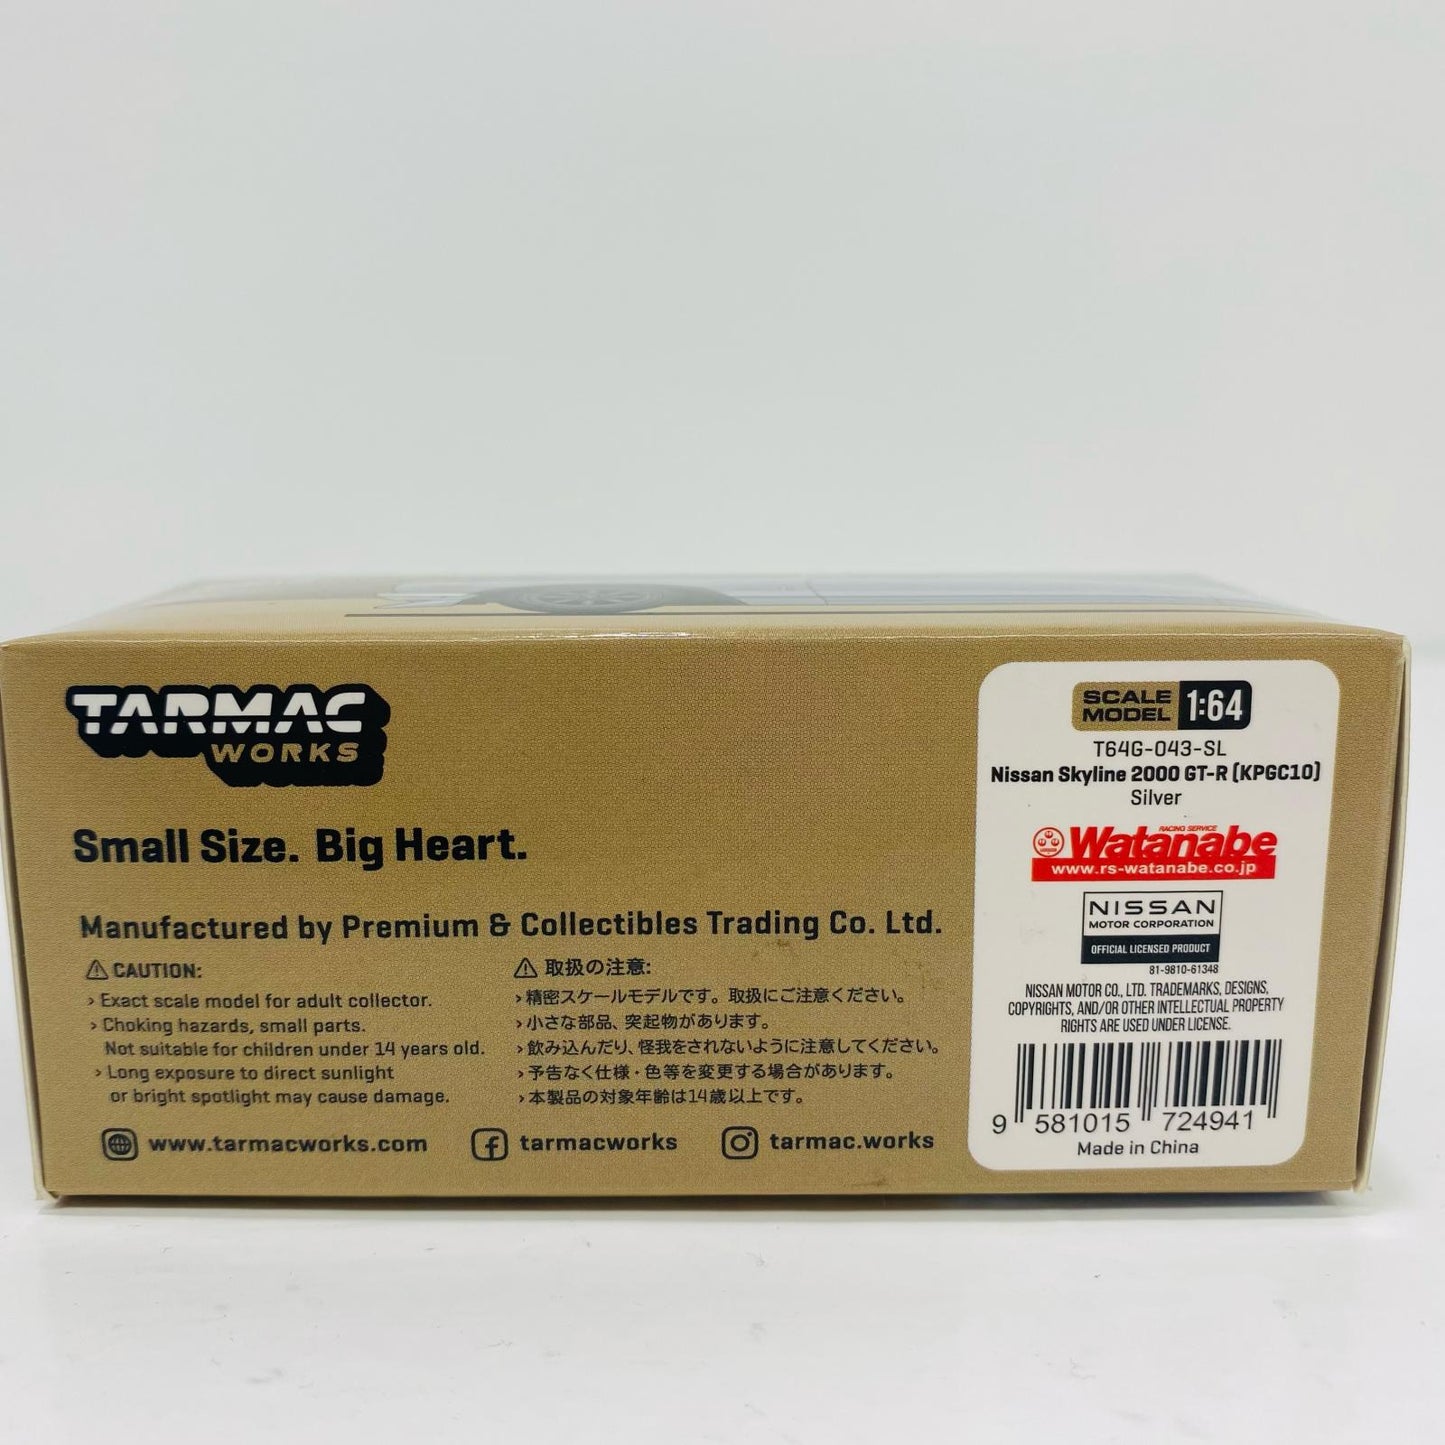 TARMAC
WORKS
Small Size. Big Heart.
Manufactured by Premium & Collectibles Trading Co. Ltd.
CAUTION:
› Exact scale model for adult collector.
› Choking hazards, small parts.
Not suitable for children under 14 years old.
› Long exposure to direct sunlight
or bright spotlight may cause damage.
取扱の注意:
›精密スケールモデルです。取扱にご注意ください。
›小さな部品、突起物があります。
›飲み込んだり、怪我をされないように注意してください。
›予告なく仕様・色等を変更する場合があります。
›本製品の対象年齢は14歳以上です。
www.tarmacworks.com
tarmacworks
tarmac.works
SCALE
MODEL 1:64
T64G-043-SL
Nissan Skyline 2000 GT-R (KPGC10)
Silver
RACING SERVICE
Watanabe
www.rs-watanabe.co.jp
NISSAN
MOTOR CORPORATION
OFFICIAL LICENSED PRODUCT
81-9810-61348
NISSAN MOTOR CO., LTD. TRADEMARKS, DESIGNS,
COPYRIGHTS, AND/OR OTHER INTELLECTUAL PROPERTY
RIGHTS ARE USED UNDER LICENSE.
9 581015 724941
Made in China